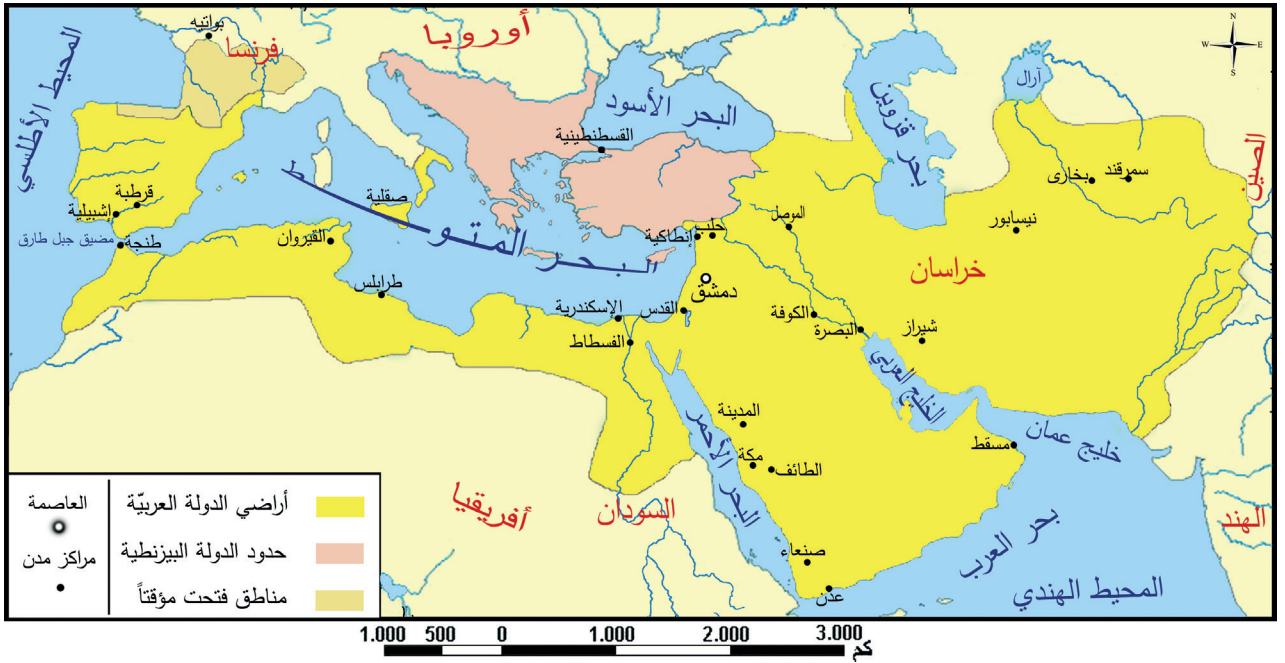 أوروبا
N
W E
S
بواتيه
فرنسا
المحيط الأطلسي
البحر الأسود
القسطنطينية
بحر قزوين
آرال
الصين
سمرقند
بخارى
نيسابور
خراسان
شيراز
قرطبة
إشبيلية
مضيق جبل طارق
طنجة
القيروان
صقلية
البحر المتوسط
طرابلس
الموصل
حلب
إنطاكية
دمشق
القدس
الإسكندرية
الفسطاط
الكوفة
البصرة
الخليج العربي
خليج عمان
مسقط
المدينة
مكة
الطائف
البحر الأحمر
صنعاء
عدن
بحر العرب
المحيط الهندي
الهند
السودان
أفريقيا
أراضي الدولة العربيّة
حدود الدولة البيزنطية
مناطق فتحت مؤقتاً
العاصمة
مراكز مدن
1.000 500 0 1.000 2.000 3.000
كم